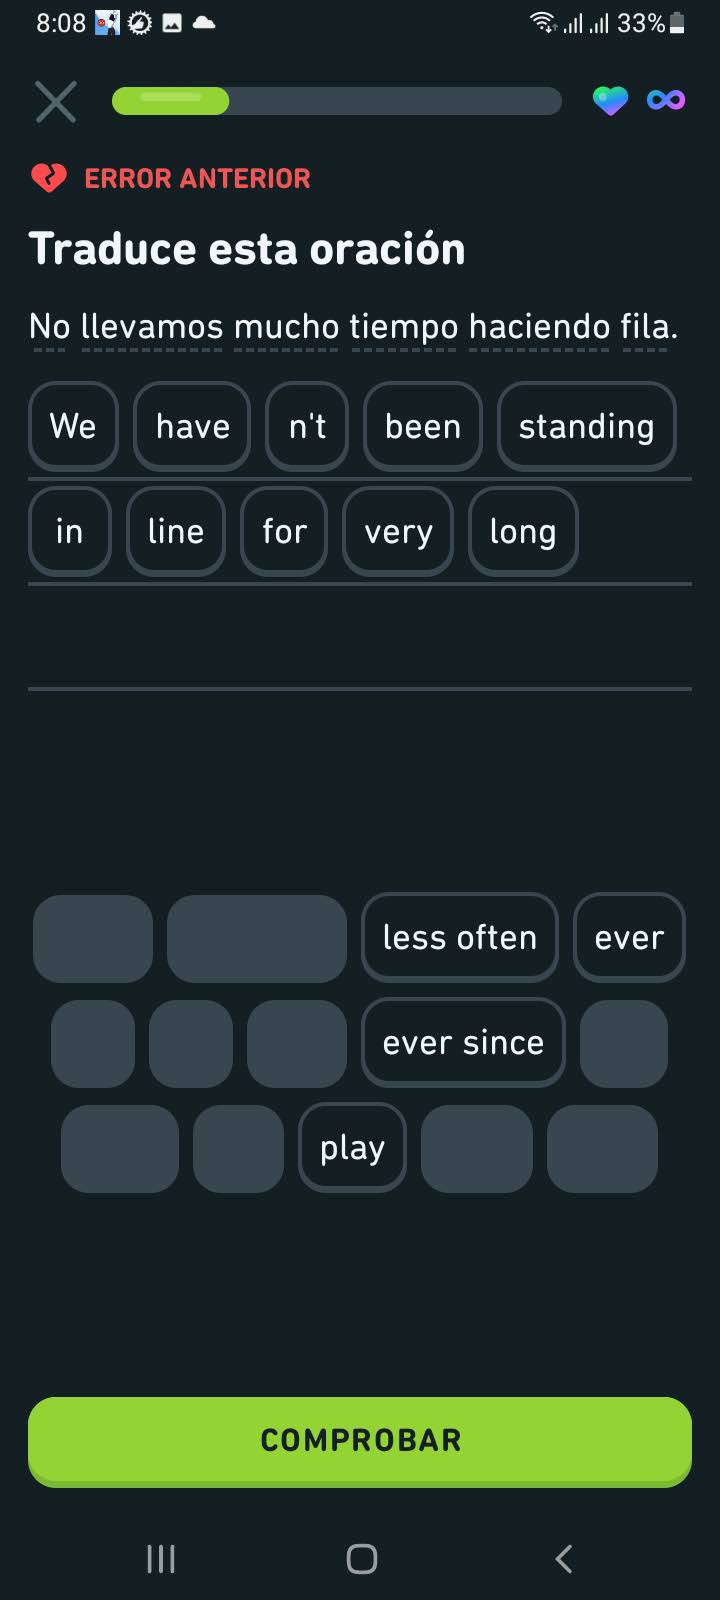 8:08 33%
ERROR ANTERIOR
Traduce esta oración
No llevamos mucho tiempo haciendo fila.
We have n't been standing
in line for very long
less often ever
ever since
play
COMPROBAR